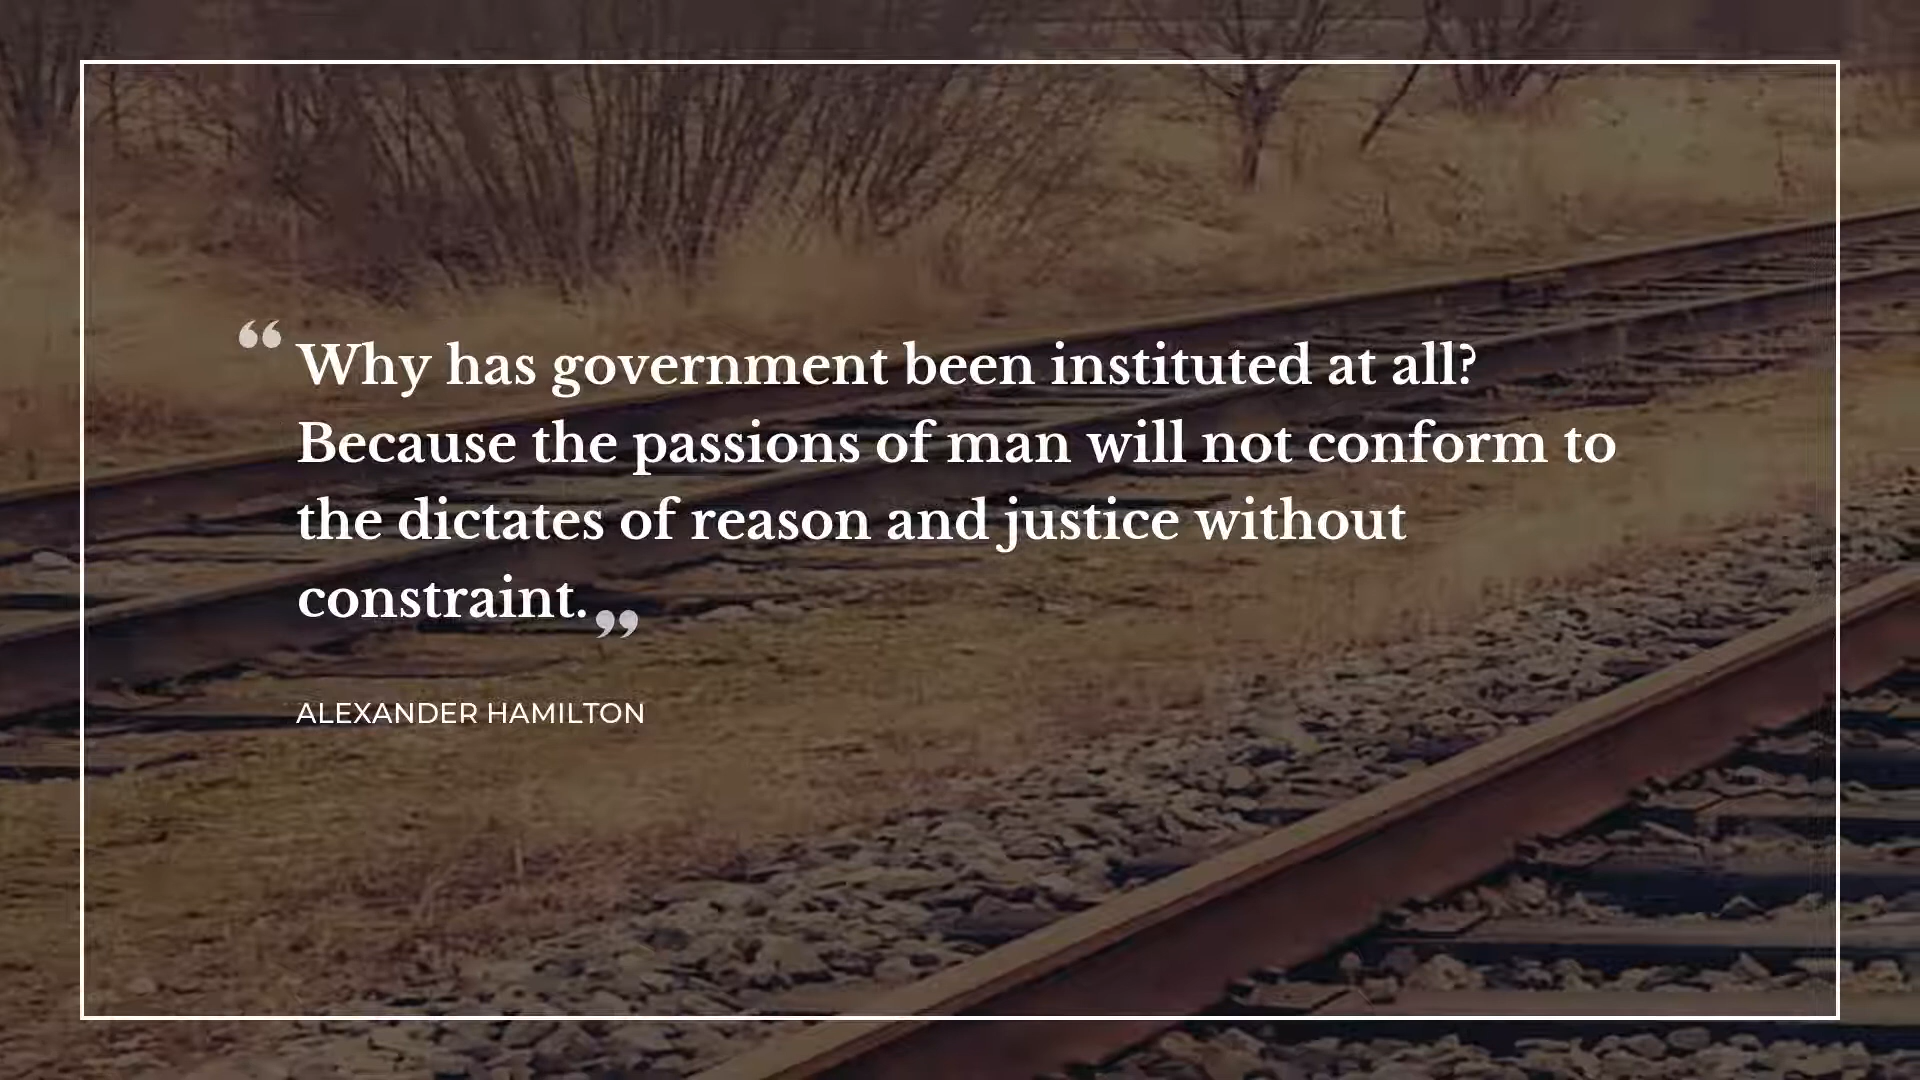 “Why has government been instituted at all?
Because the passions of man will not conform to
the dictates of reason and justice without
constraint.”
ALEXANDER HAMILTON